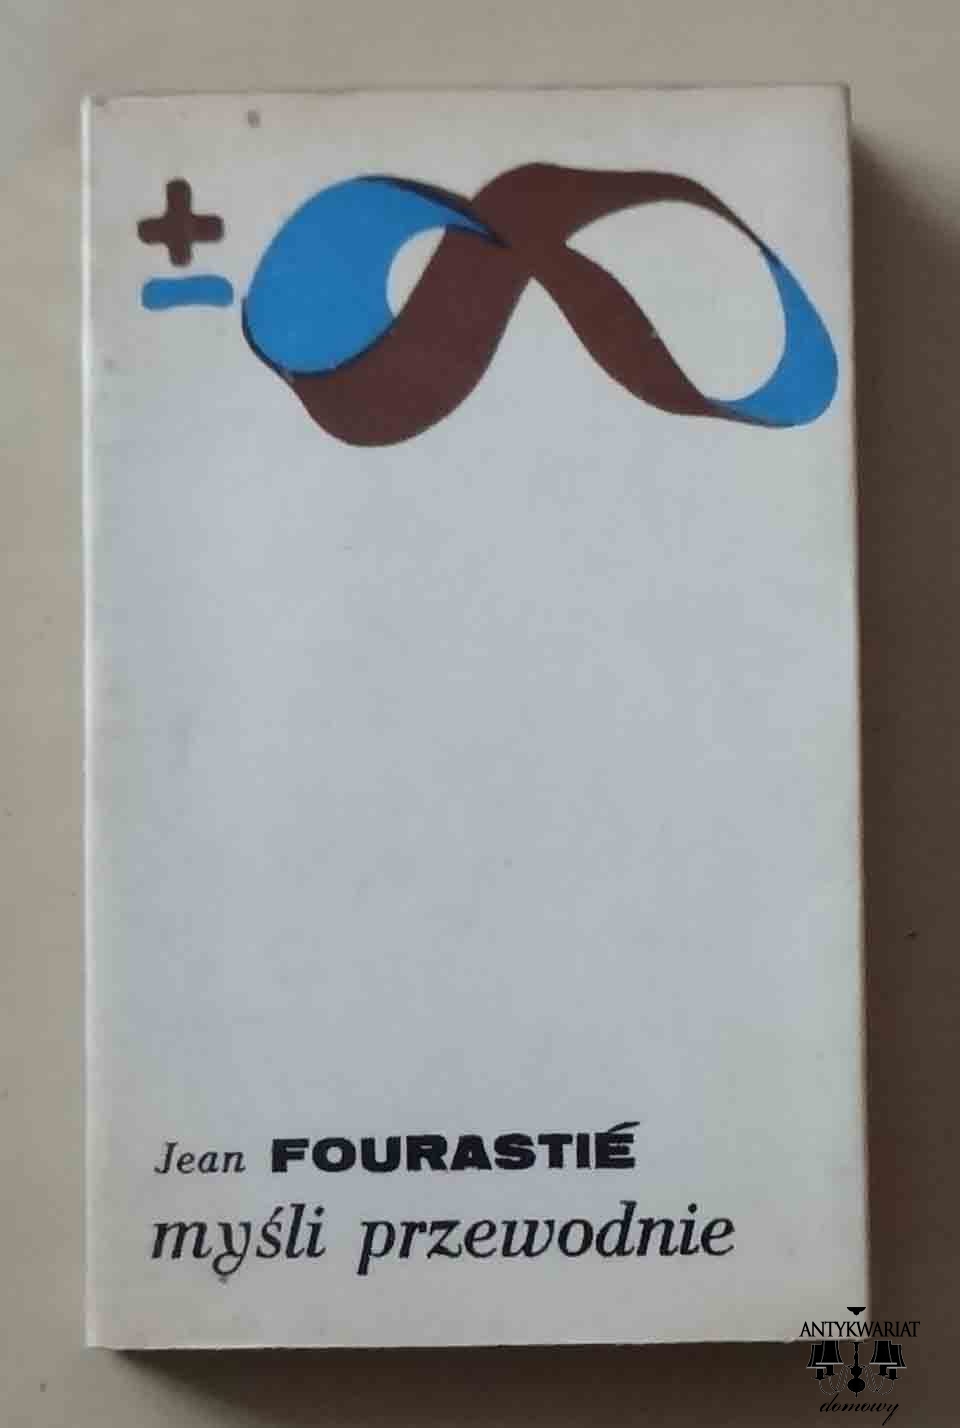 +
−
Jean FOURASTIÉ
myśli przewodnie
ANTYKWARIAT
domowy